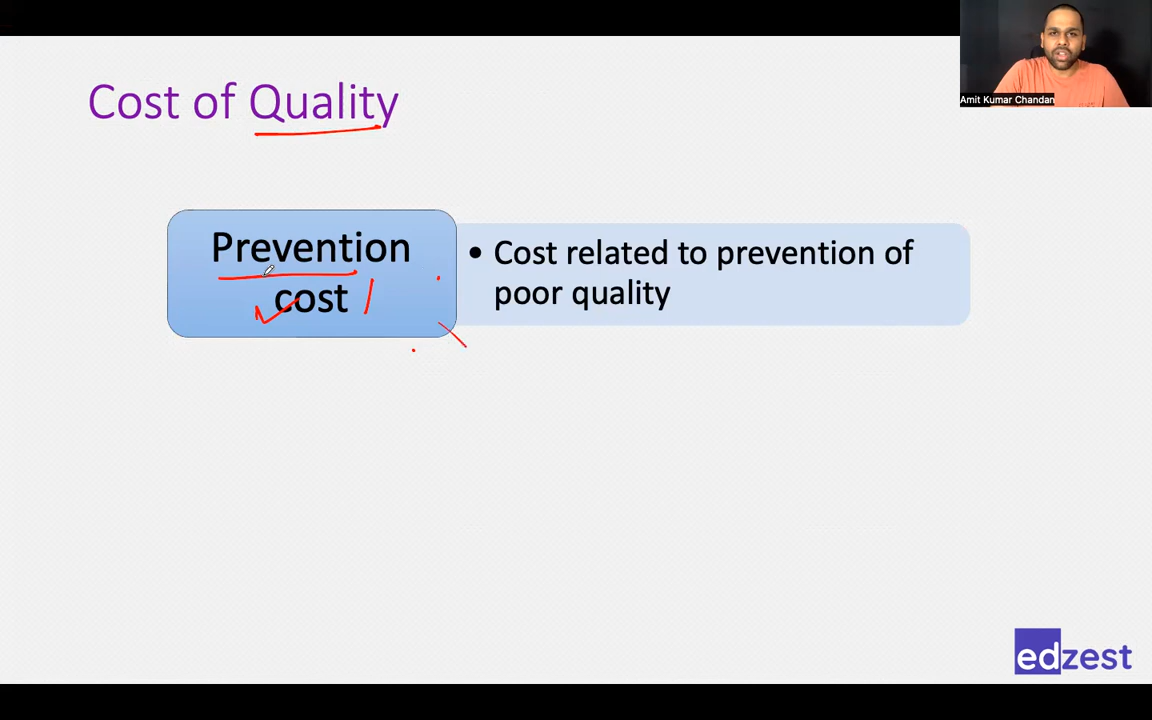 Amit Kumar Chandan
Cost of Quality
Prevention
cost
• Cost related to prevention of
poor quality
edzest